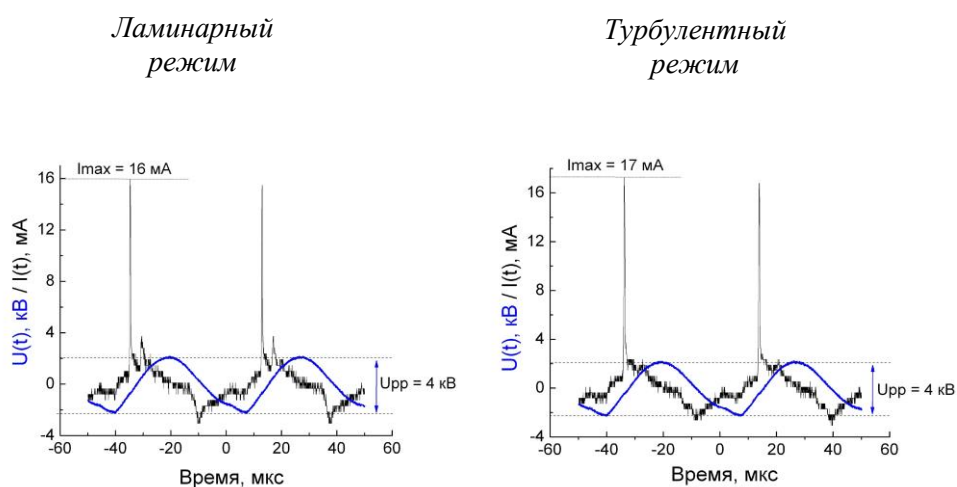 Ламинарный
режим
Турбулентный
режим
Imax = 16 мА
16
12
8
4
0
-4
U(t), кВ / I(t), мА
Upp = 4 кВ
-60 -40 -20 0 20 40 60
Время, мкс
Imax = 17 мА
16
12
8
4
0
-4
U(t), кВ / I(t), мА
Upp = 4 кВ
-60 -40 -20 0 20 40 60
Время, мкс